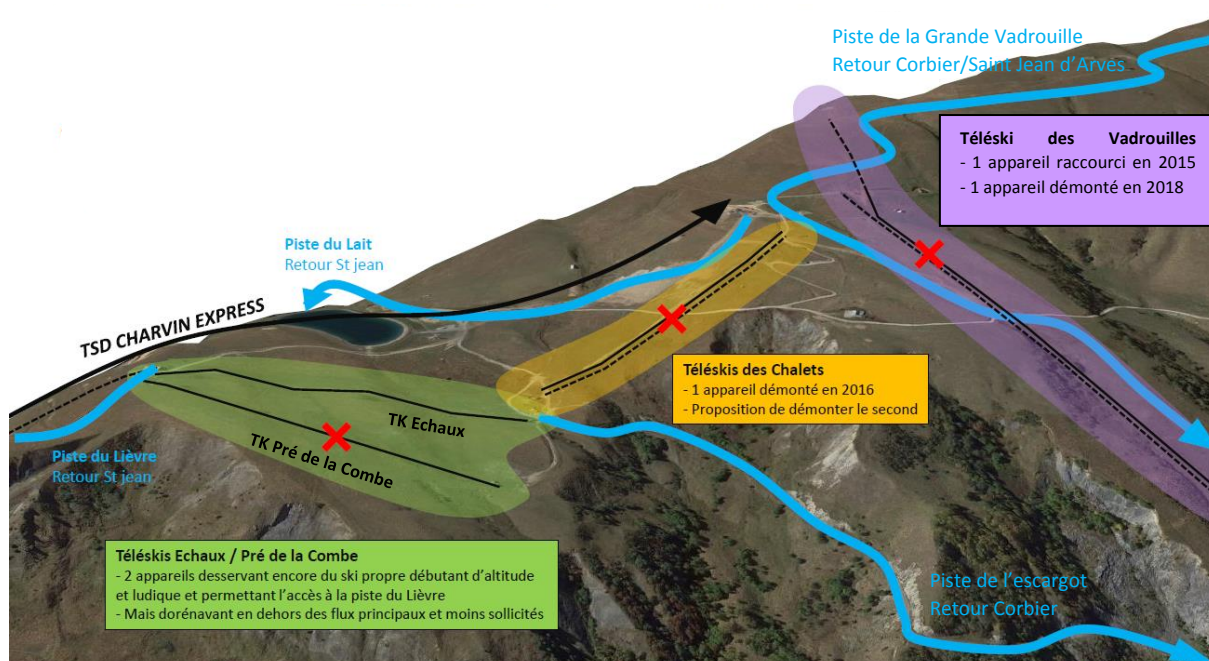 Piste de la Grande Vadrouille
Retour Corbier/Saint Jean d'Arves
Téléski des Vadrouilles
- 1 appareil raccourci en 2015
- 1 appareil démonté en 2018
Piste du Lait
Retour St jean
TSD CHARVIN EXPRESS
Téléskis des Chalets
- 1 appareil démonté en 2016
- Proposition de démonter le second
TK Echaux
TK Pré de la Combe
Piste du Lièvre
Retour St jean
Téléskis Echaux / Pré de la Combe
- 2 appareils desservant encore du ski propre débutant d'altitude
et ludique et permettant l'accès à la piste du Lièvre
- Mais dorénavant en dehors des flux principaux et moins sollicités
Piste de l'escargot
Retour Corbier